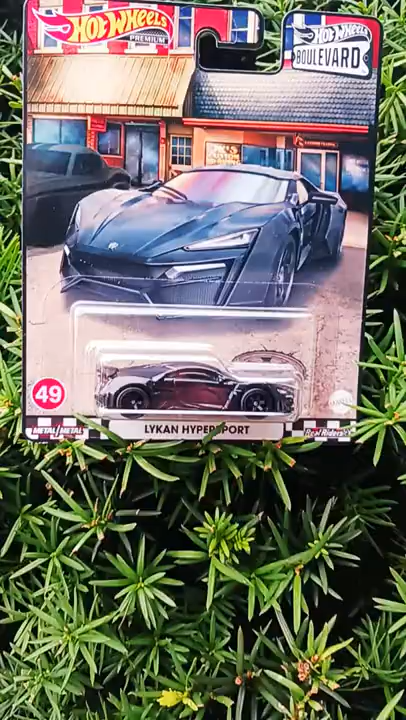 Hot Wheels
PREMIUM
Hot Wheels
BOULEVARD
49
METAL/METAL
LYKAN HYPERSPORT
Real Riders